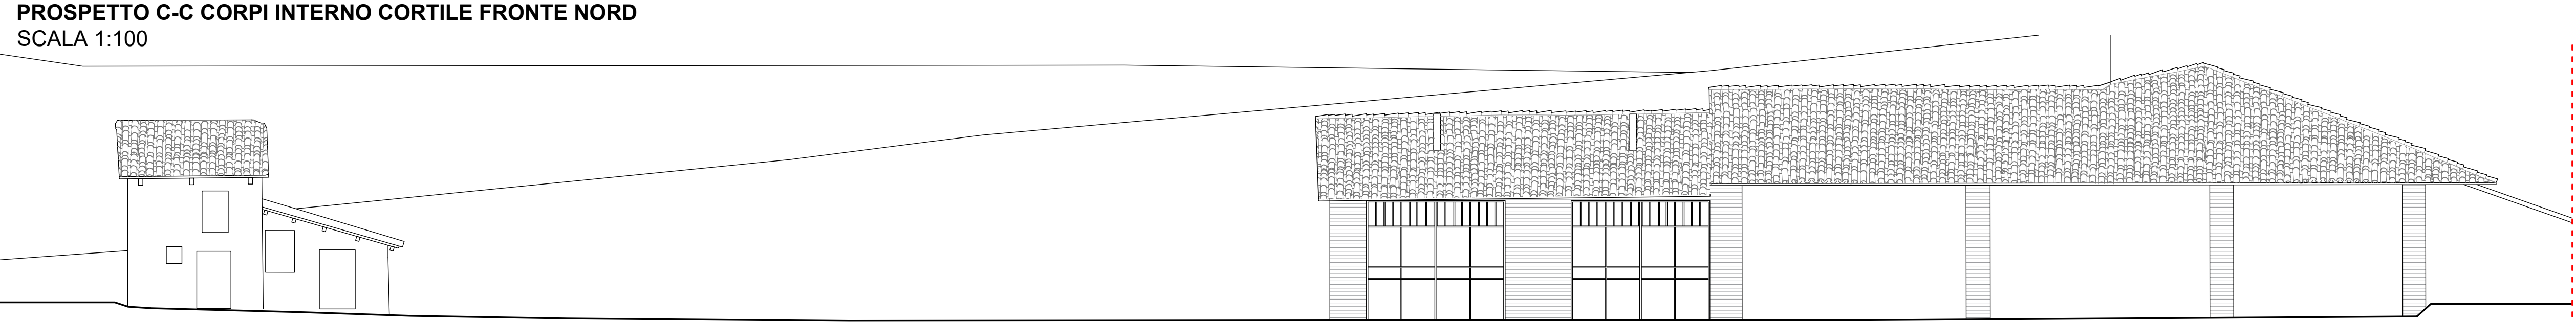 PROSPETTO C-C CORPI INTERNO CORTILE FRONTE NORD
SCALA 1:100